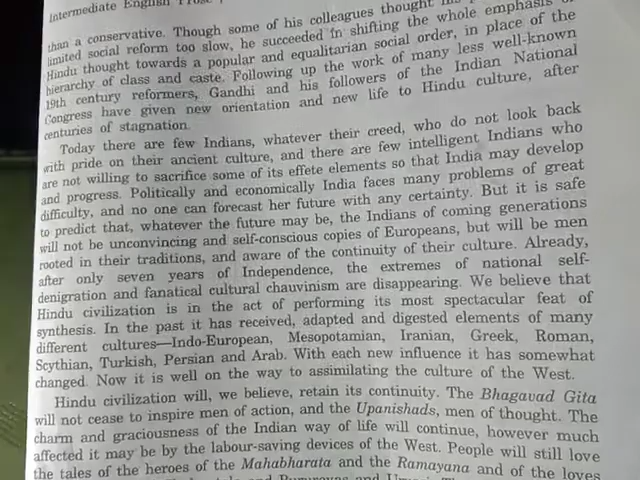 Intermediate English Prose
than a conservative. Though some of his colleagues thought his
limited social reform too slow, he succeeded in shifting the whole emphasis of
Hindu thought towards a popular and equalitarian social order, in place of the
hierarchy of class and caste. Following up the work of many less well-known
19th century reformers, Gandhi and his followers of the Indian National
Congress have given new orientation and new life to Hindu culture, after
centuries of stagnation.
Today there are few Indians, whatever their creed, who do not look back
with pride on their ancient culture, and there are few intelligent Indians who
are not willing to sacrifice some of its effete elements so that India may develop
and progress. Politically and economically India faces many problems of great
difficulty, and no one can forecast her future with any certainty. But it is safe
to predict that, whatever the future may be, the Indians of coming generations
will not be unconvincing and self-conscious copies of Europeans, but will be men
rooted in their traditions, and aware of the continuity of their culture. Already,
after only seven years of Independence, the extremes of national self-
denigration and fanatical cultural chauvinism are disappearing. We believe that
Hindu civilization is in the act of performing its most spectacular feat of
synthesis. In the past it has received, adapted and digested elements of many
different cultures—Indo-European, Mesopotamian, Iranian, Greek, Roman,
Scythian, Turkish, Persian and Arab. With each new influence it has somewhat
changed. Now it is well on the way to assimilating the culture of the West.
Hindu civilization will, we believe, retain its continuity. The Bhagavad Gita
will not cease to inspire men of action, and the Upanishads, men of thought. The
charm and graciousness of the Indian way of life will continue, however much
affected it may be by the labour-saving devices of the West. People will still love
the tales of the heroes of the Mahabharata and the Ramayana and of the loves